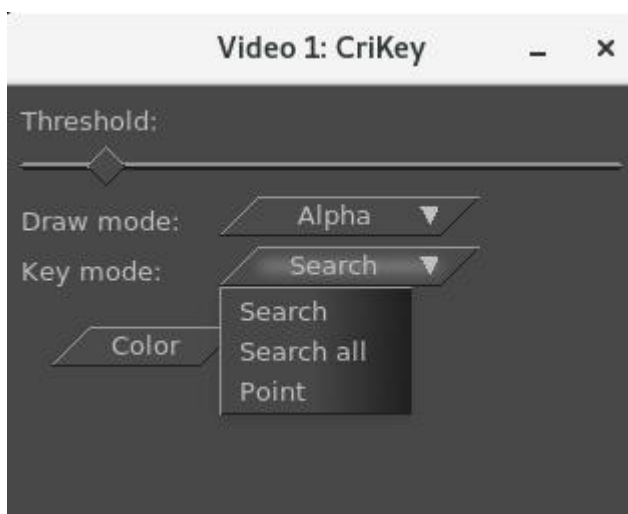 Video 1: CriKey
Threshold:
Draw mode: Alpha
Key mode: Search
Search
Color Search all
Point